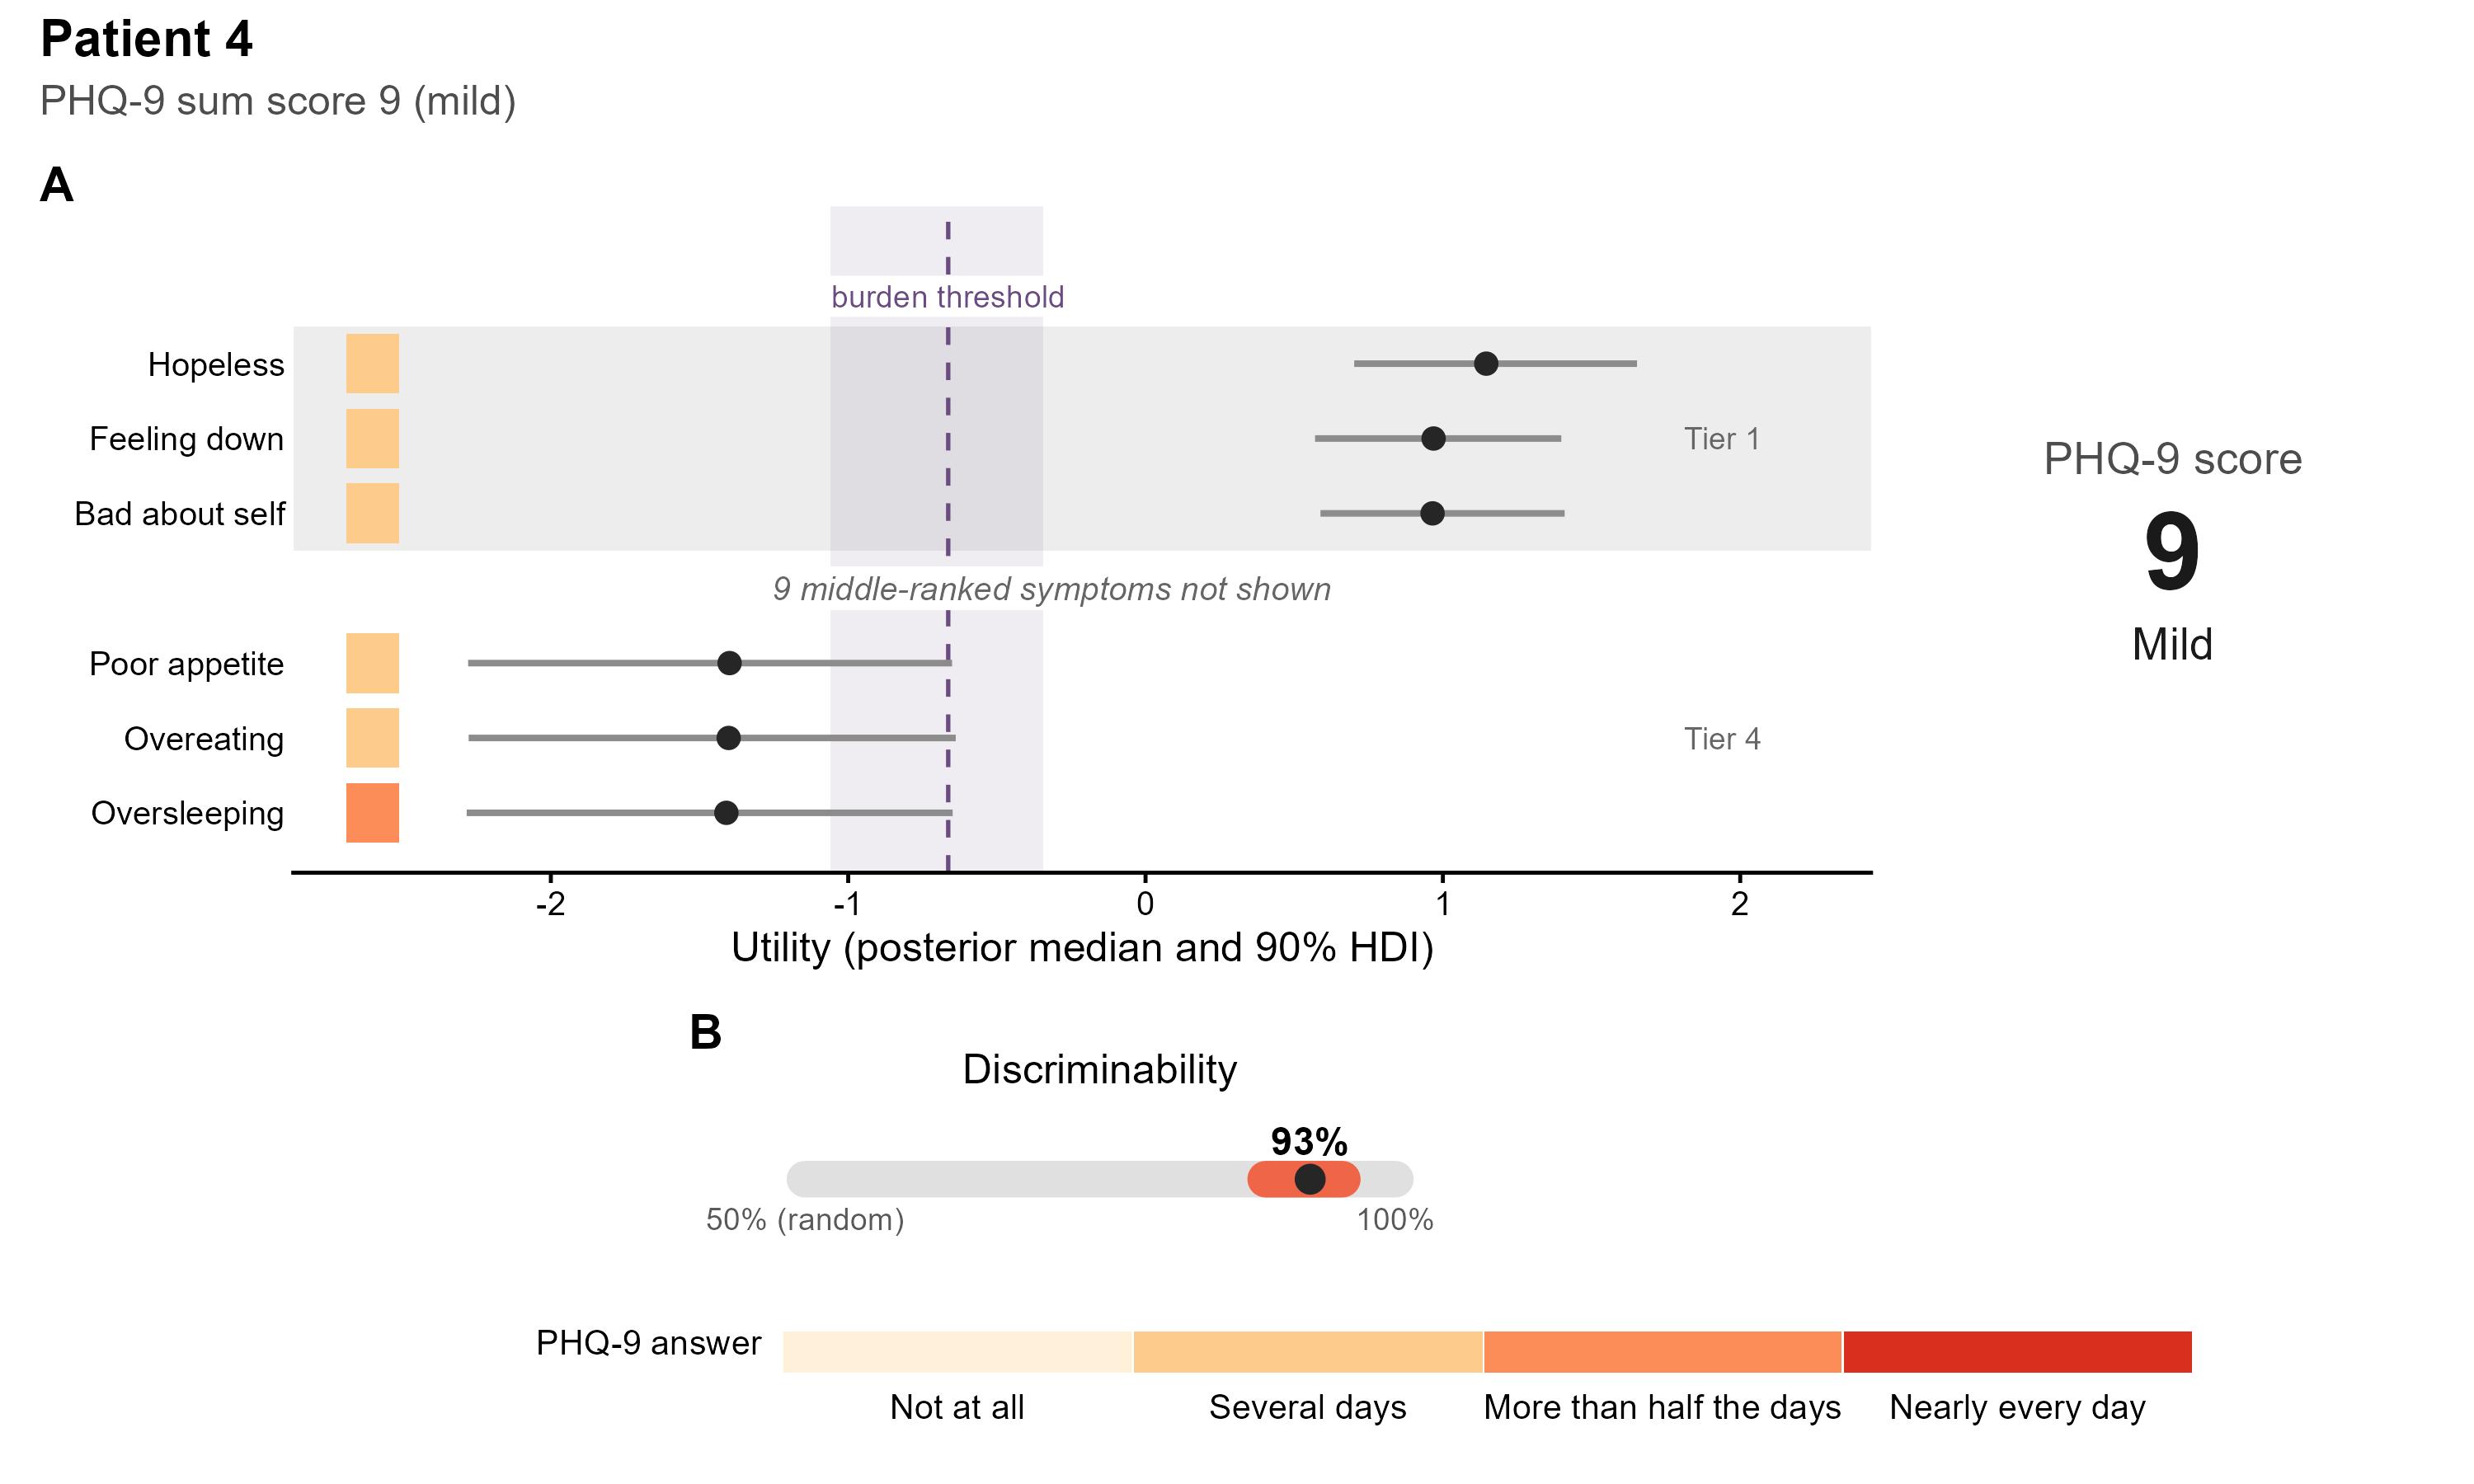 Patient 4
PHQ-9 sum score 9 (mild)
A
burden threshold
Hopeless
Feeling down
Tier 1
Bad about self
9 middle-ranked symptoms not shown
Poor appetite
Overeating
Tier 4
Oversleeping
-2 -1 0 1 2
Utility (posterior median and 90% HDI)
PHQ-9 score
9
Mild
B
Discriminability
93%
50% (random) 100%
PHQ-9 answer
Not at all Several days More than half the days Nearly every day